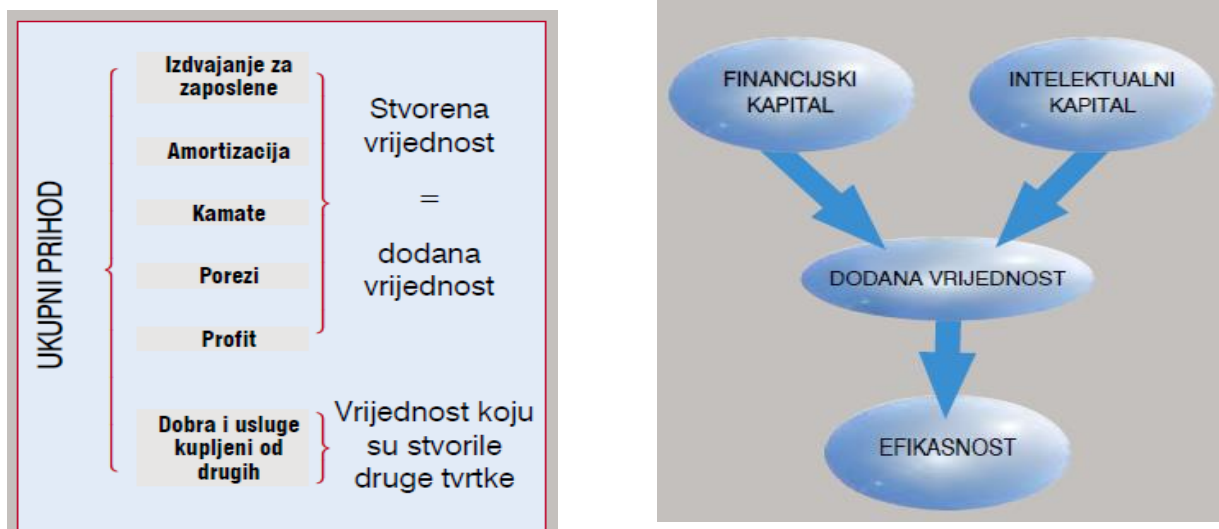 UKUPNI PRIHOD
Izdvajanje za
zaposlene
Amortizacija
Kamate
Porezi
Profit
Stvorena
vrijednost
=
dodana
vrijednost
Dobra i usluge
kupljeni od
drugih
Vrijednost koju
su stvorile
druge tvrtke
FINANCIJSKI
KAPITAL
INTELEKTUALNI
KAPITAL
DODANA VRIJEDNOST
EFIKASNOST